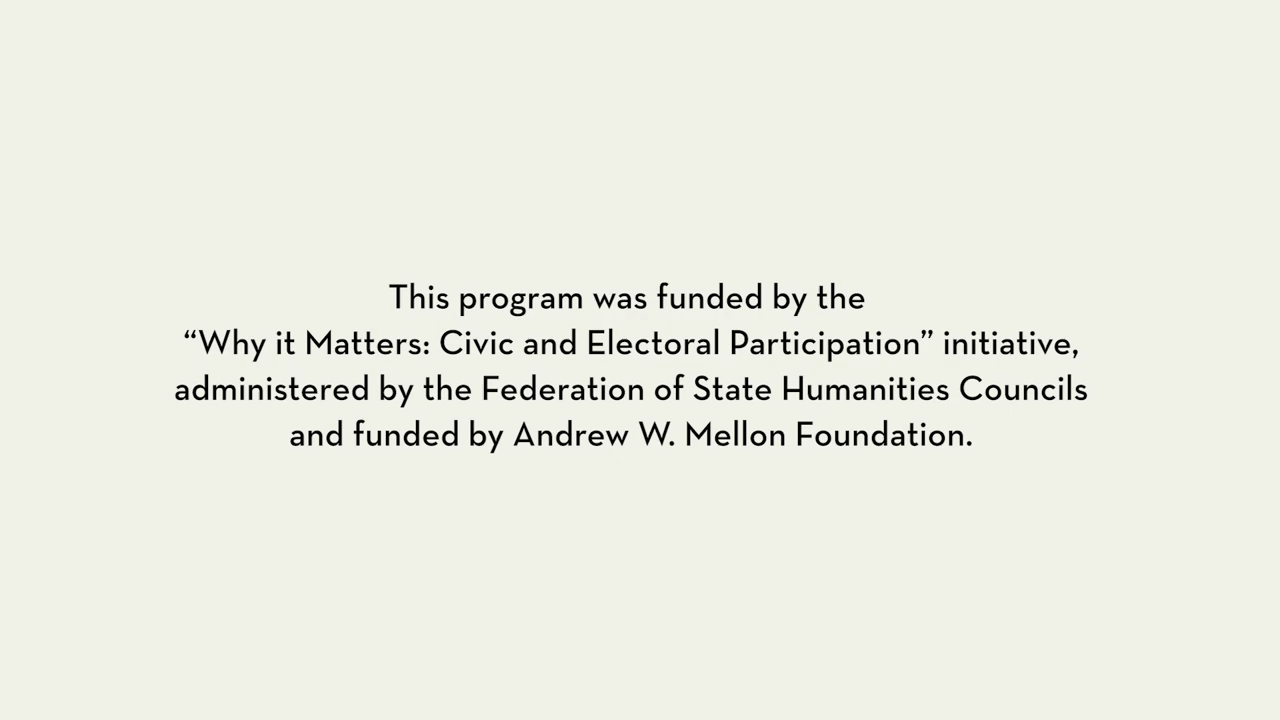 This program was funded by the
“Why it Matters: Civic and Electoral Participation” initiative,
administered by the Federation of State Humanities Councils
and funded by Andrew W. Mellon Foundation.